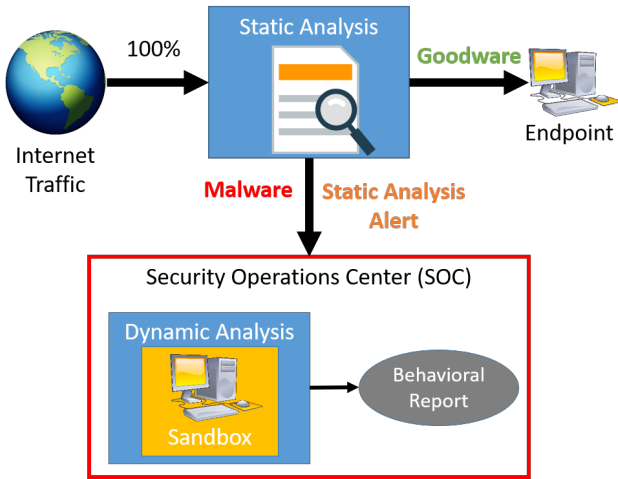 Static Analysis
100%
Goodware
Internet
Traffic
Endpoint
Malware
Static Analysis
Alert
Security Operations Center (SOC)
Dynamic Analysis
Sandbox
Behavioral
Report